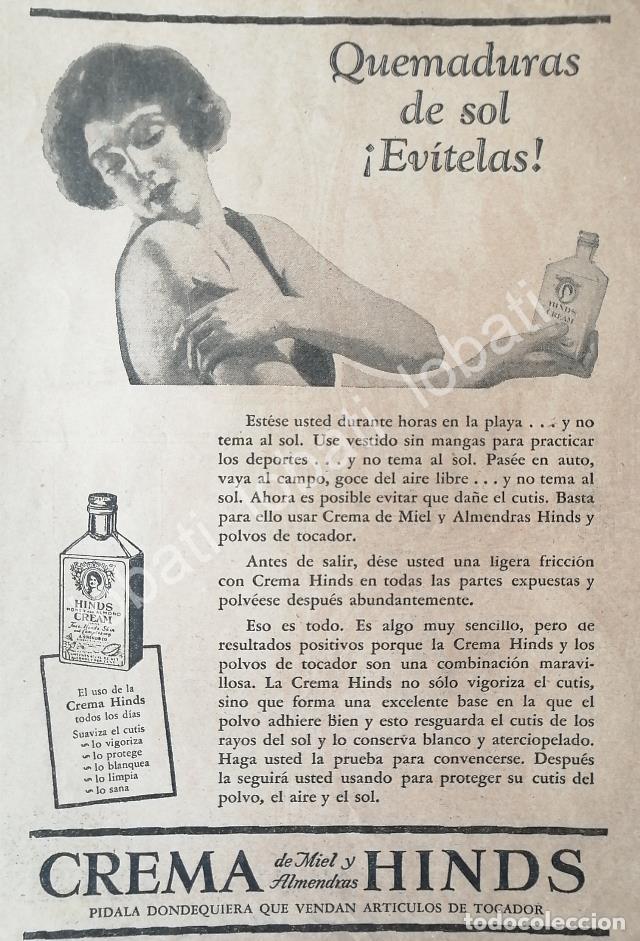 Quemaduras
de sol
¡Evítelas!
HINDS
CREAM
Estése usted durante horas en la playa . . . y no
tema al sol. Use vestido sin mangas para practicar
los deportes . . . y no tema al sol. Pasée en auto,
vaya al campo, goce del aire libre . . . y no tema al
sol. Ahora es posible evitar que dañe el cutis. Basta
para ello usar Crema de Miel y Almendras Hinds y
polvos de tocador.
Antes de salir, dése usted una ligera fricción
con Crema Hinds en todas las partes expuestas y
polvéese después abundantemente.
Eso es todo. Es algo muy sencillo, pero de
resultados positivos porque la Crema Hinds y los
polvos de tocador son una combinación maravi-
llosa. La Crema Hinds no sólo vigoriza el cutis,
sino que forma una excelente base en la que el
polvo adhiere bien y esto resguarda el cutis de los
rayos del sol y lo conserva blanco y aterciopelado.
Haga usted la prueba para convencerse. Después
la seguirá usted usando para proteger su cutis del
polvo, el aire y el sol.
HINDS
HONEY AND ALMOND
CREAM
El uso de la
Crema Hinds
todos los días
Suaviza el cutis
lo vigoriza
lo protege
lo blanquea
lo limpia
lo sana
CREMA de Miel y Almendras HINDS
PIDALA DONDEQUIERA QUE VENDAN ARTICULOS DE TOCADOR
lobati lobati lobati
todocoleccion